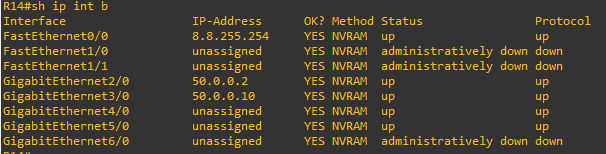 R14#sh ip int b
Interface IP-Address OK? Method Status Protocol
FastEthernet0/0 8.8.255.254 YES NVRAM up up
FastEthernet1/0 unassigned YES NVRAM administratively down down
FastEthernet1/1 unassigned YES NVRAM administratively down down
GigabitEthernet2/0 50.0.0.2 YES NVRAM up up
GigabitEthernet3/0 50.0.0.10 YES NVRAM up up
GigabitEthernet4/0 unassigned YES NVRAM up up
GigabitEthernet5/0 unassigned YES NVRAM up up
GigabitEthernet6/0 unassigned YES NVRAM administratively down down